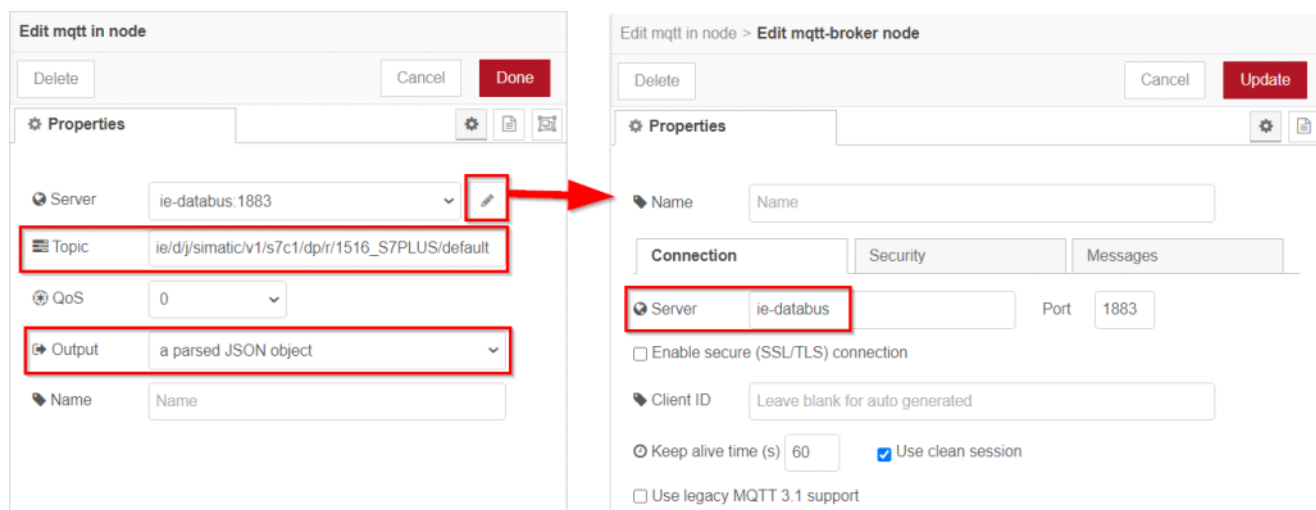 Edit mqtt in node
Delete
Cancel
Done
Properties
Server
ie-databus:1883
Topic
ie/d/j/simatic/v1/s7c1/dp/r/1516_S7PLUS/default
QoS
0
Output
a parsed JSON object
Name
Name
Edit mqtt in node > Edit mqtt-broker node
Delete
Cancel
Update
Properties
Name
Name
Connection
Security
Messages
Server
ie-databus
Port
1883
Enable secure (SSL/TLS) connection
Client ID
Leave blank for auto generated
Keep alive time (s)
60
Use clean session
Use legacy MQTT 3.1 support